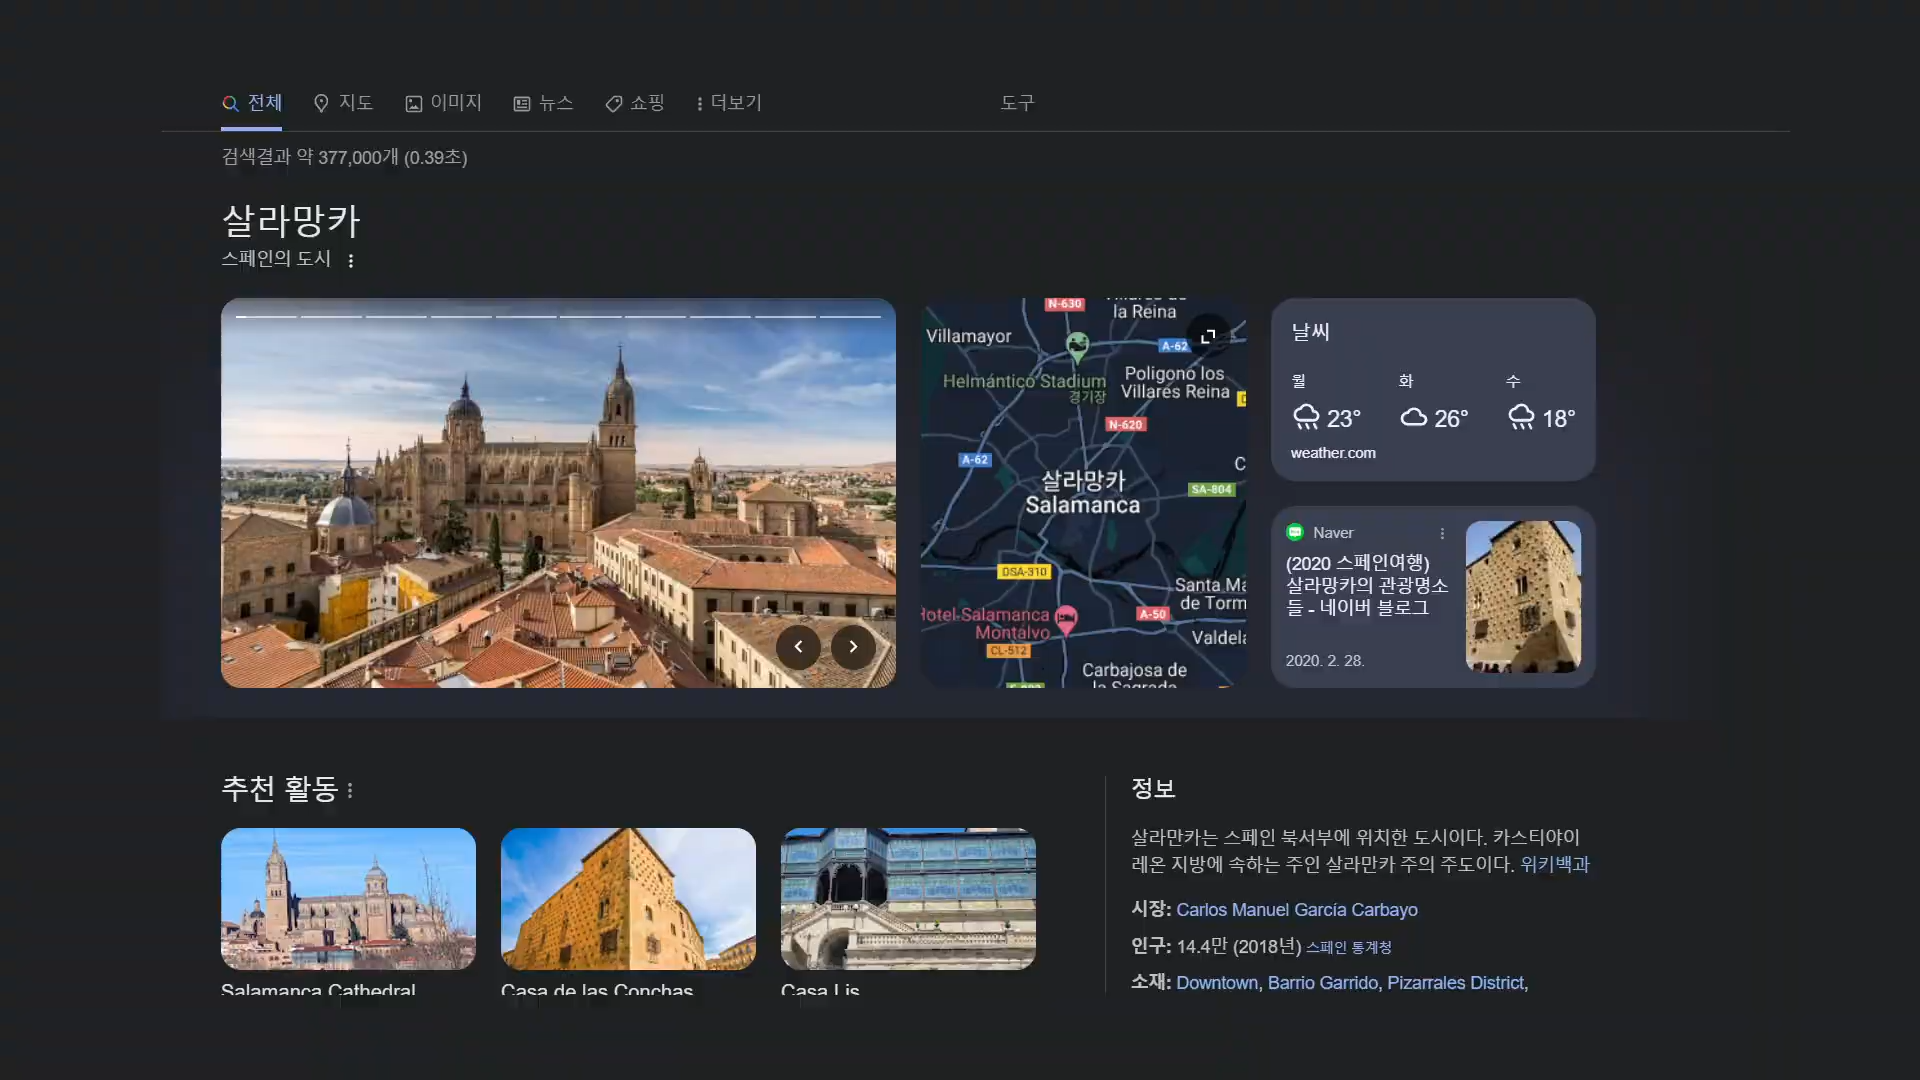 전체
지도
이미지
뉴스
쇼핑
더보기
도구
검색결과 약 377,000개 (0.39초)
살라망카
스페인의 도시
N-630
la Reina
Villamayor
A-62
Helmántico Stadium
경기장
Poligono los
Villares Reina
N-620
A-62
살라망카
Salamanca
SA-804
DSA-310
Santa Ma
de Torm
Hotel-Salamanca
Montalvo
A-50
CL-512
Valdela
Carbajosa de
la Sagrada
날씨
월 화 수
23° 26° 18°
weather.com
Naver
(2020 스페인여행)
살라망카의 관광명소
들 - 네이버 블로그
2020. 2. 28.
추천 활동
Salamanca Cathedral
Casa de las Conchas
Casa Lis
정보
살라망카는 스페인 북서부에 위치한 도시이다. 카스티야이
레온 지방에 속하는 주인 살라망카 주의 주도이다. 위키백과
시장: Carlos Manuel García Carbayo
인구: 14.4만 (2018년) 스페인 통계청
소재: Downtown, Barrio Garrido, Pizarrales District,